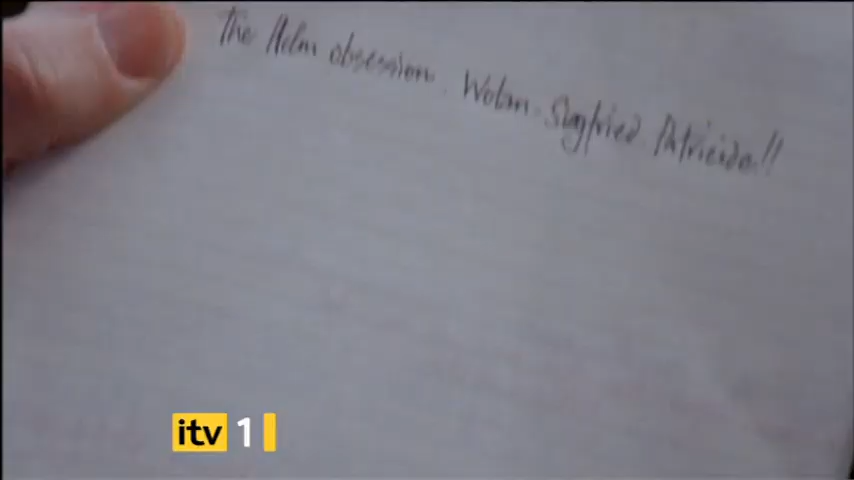 The Helm obsession. Wotan - Siegfried Patricide!!
itv 1